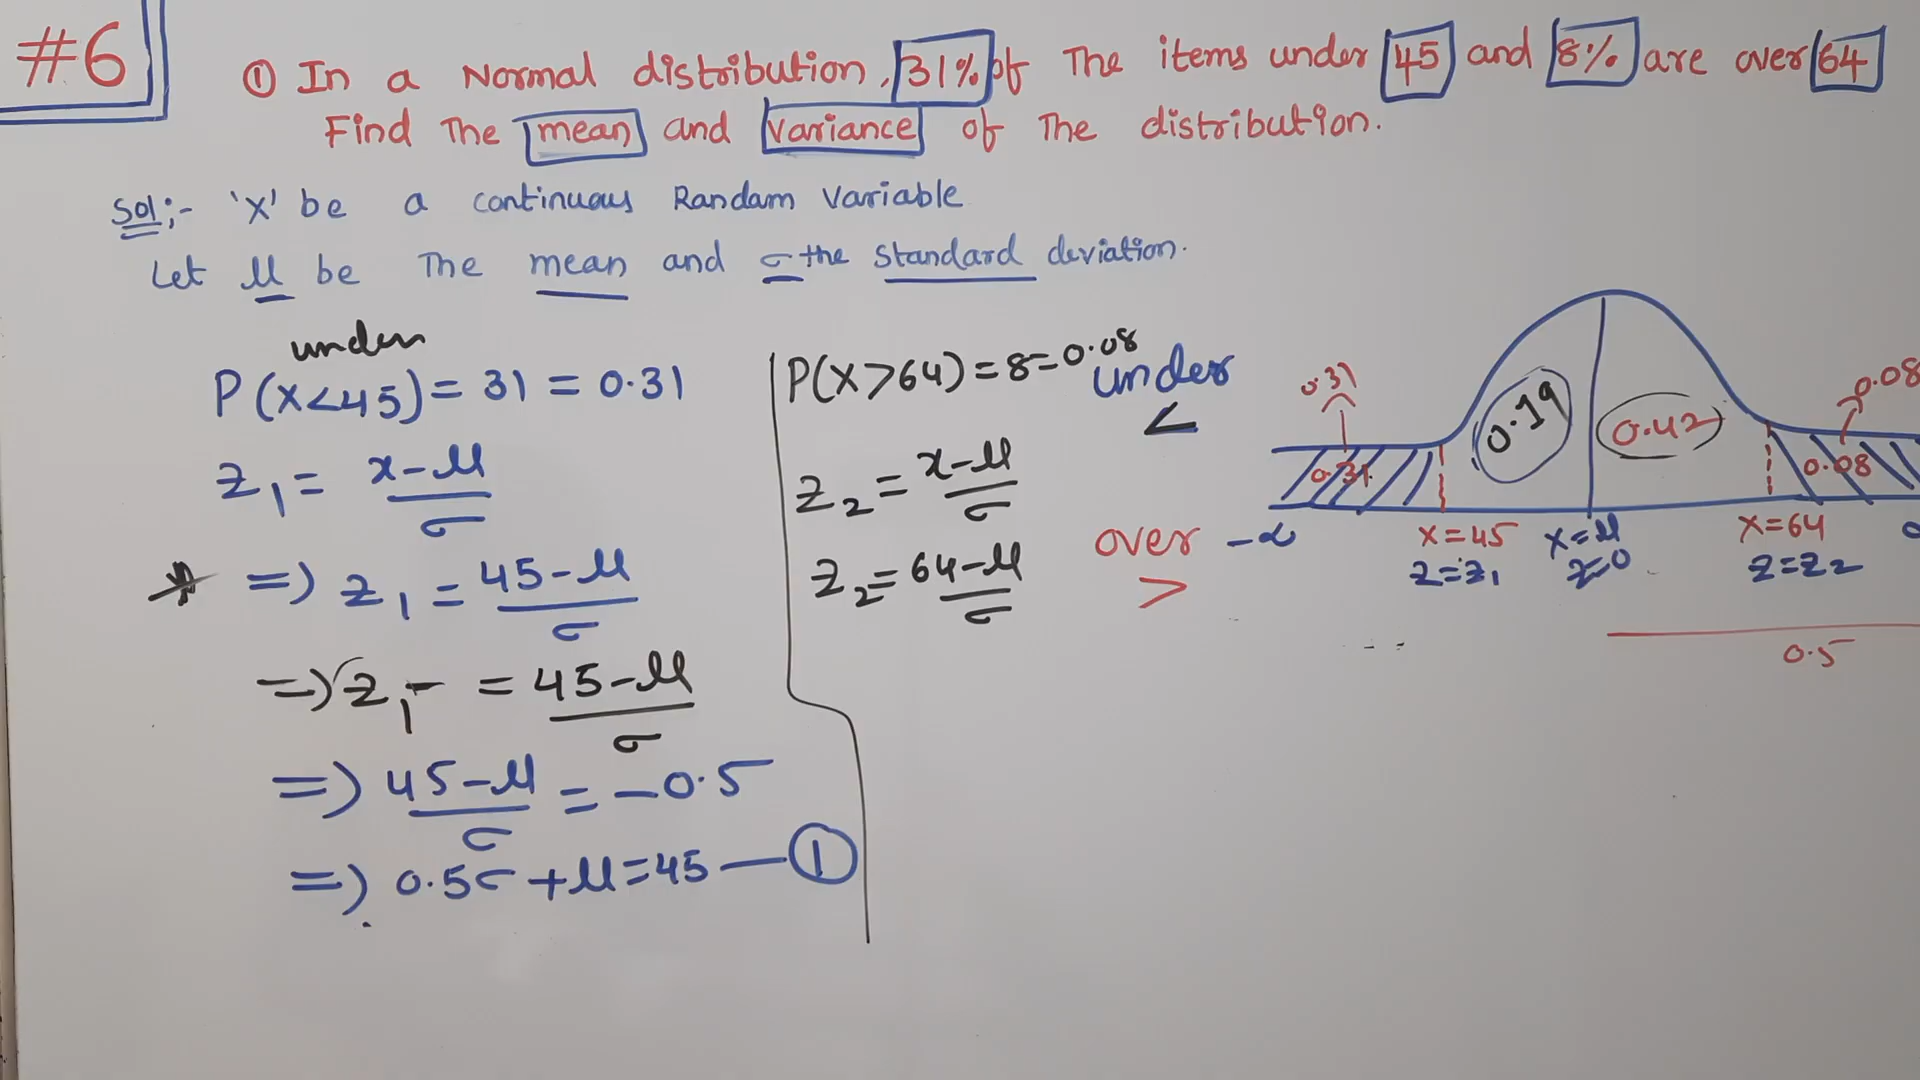 #6
① In a Normal distribution, 31% of The items under 45 and 8% are over 64
Find The mean and variance of The distribution.
Sol:- 'X' be a continuous Randam Variable
Let μ be The mean and σ the Standard deviation.
under
P(X<45) = 31 = 0.31
z₁ = x-μ/σ
=> z₁ = 45-μ/σ
=> z₁ = 45-μ/σ
=> 45-μ/σ = -0.5
=> 0.5σ + μ = 45 — ①
P(X>64) = 8 = 0.08
z₂ = x-μ/σ
z₂ = 64-μ/σ
under
<
over
>
0.31
0.08
0.19
0.42
0.31
0.08
-∞
X=45
X=μ
X=64
z=z₁
z=0
z=z₂
0.5